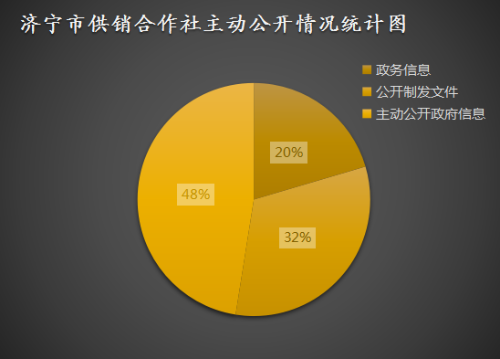 济宁市供销合作社主动公开情况统计图
政务信息
公开制发文件
主动公开政府信息
20%
48%
32%